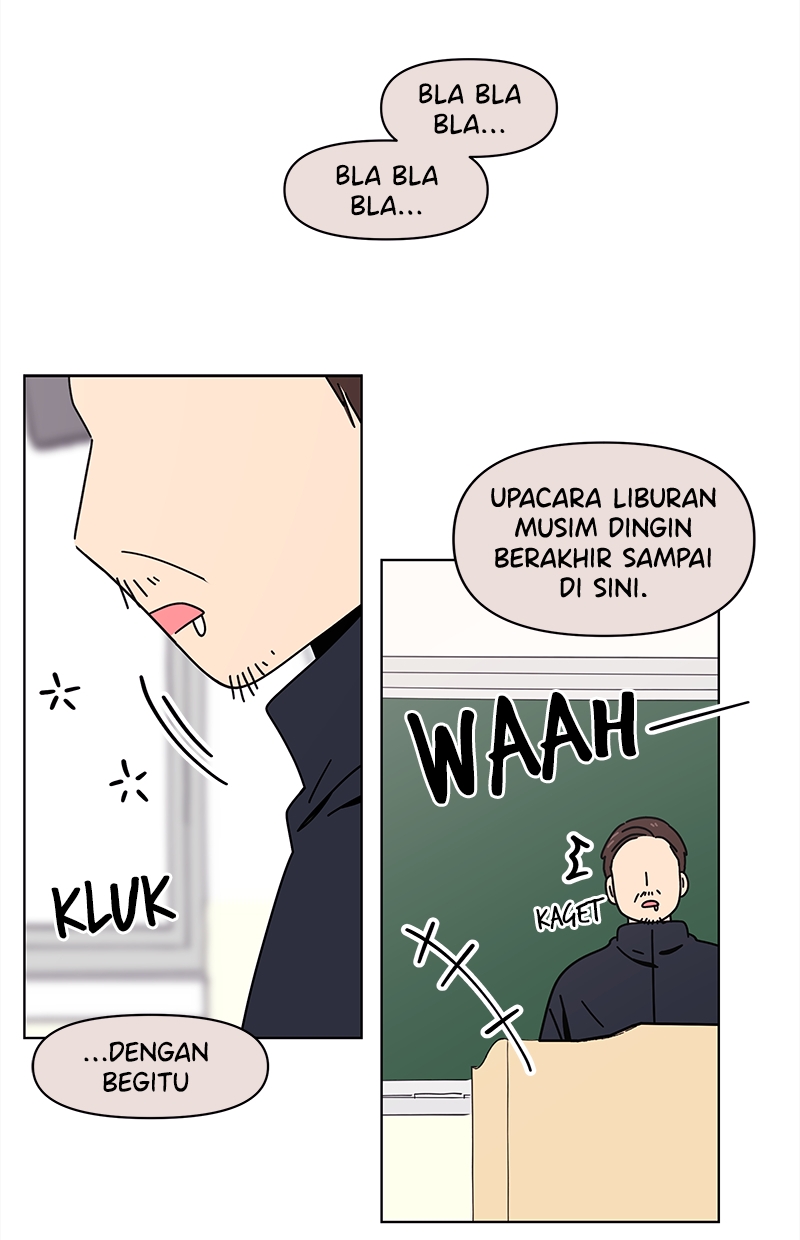 BLA BLA
BLA...
BLA BLA
BLA...
KLUK
...DENGAN
BEGITU
UPACARA LIBURAN
MUSIM DINGIN
BERAKHIR SAMPAI
DI SINI.
WAAH
KAGET